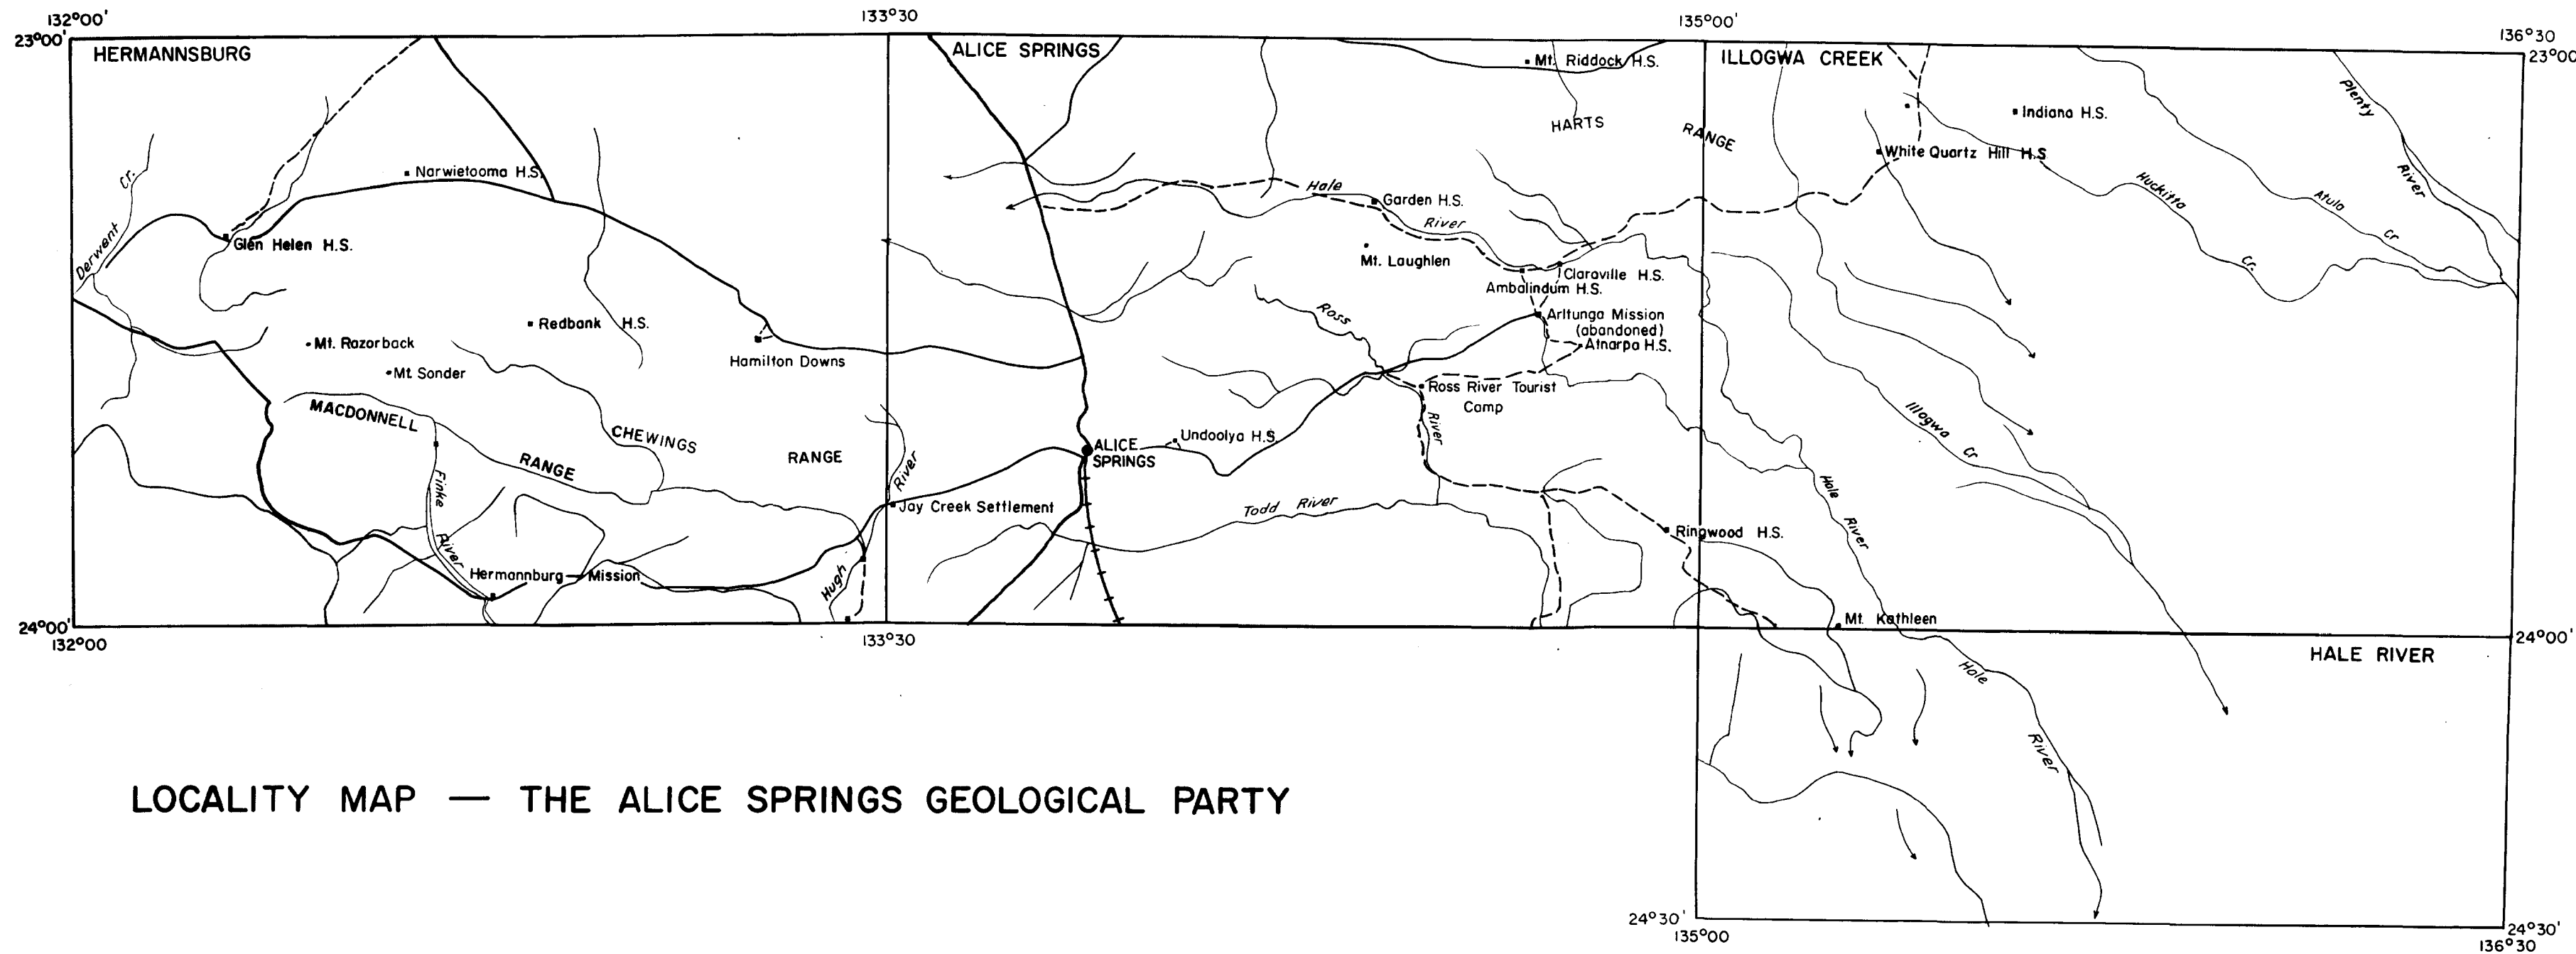 132°00'
133°30
135°00'
136°30
23°00'
23°00
HERMANNSBURG
ALICE SPRINGS
ILLOGWA CREEK
Mt. Riddock H.S.
Plenty
River
Indiana H.S.
HARTS
RANGE
White Quartz Hill H.S
Narwietooma H.S.
Cr.
Derwent
Glen Helen H.S.
Hale
River
Garden H.S.
Huckitta
Cr.
Atula
Cr
Mt. Laughlen
Claraville H.S.
Ambalindum H.S.
Ross
Arltunga Mission
(abandoned)
Atnarpa H.S.
Redbank H.S.
Mt. Razorback
Mt. Sonder
Hamilton Downs
Ross River Tourist
Camp
River
MACDONNELL
RANGE
CHEWINGS
RANGE
Illogwa
Cr
ALICE
SPRINGS
Undoolya H.S.
Finke
River
River
Hugh
Jay Creek Settlement
Todd River
Hale
River
Ringwood H.S.
Hermannburg Mission
Mt. Kathleen
24°00'
132°00
133°30
24°00'
HALE RIVER
Hale
River
LOCALITY MAP — THE ALICE SPRINGS GEOLOGICAL PARTY
24°30'
135°00
24°30'
136°30